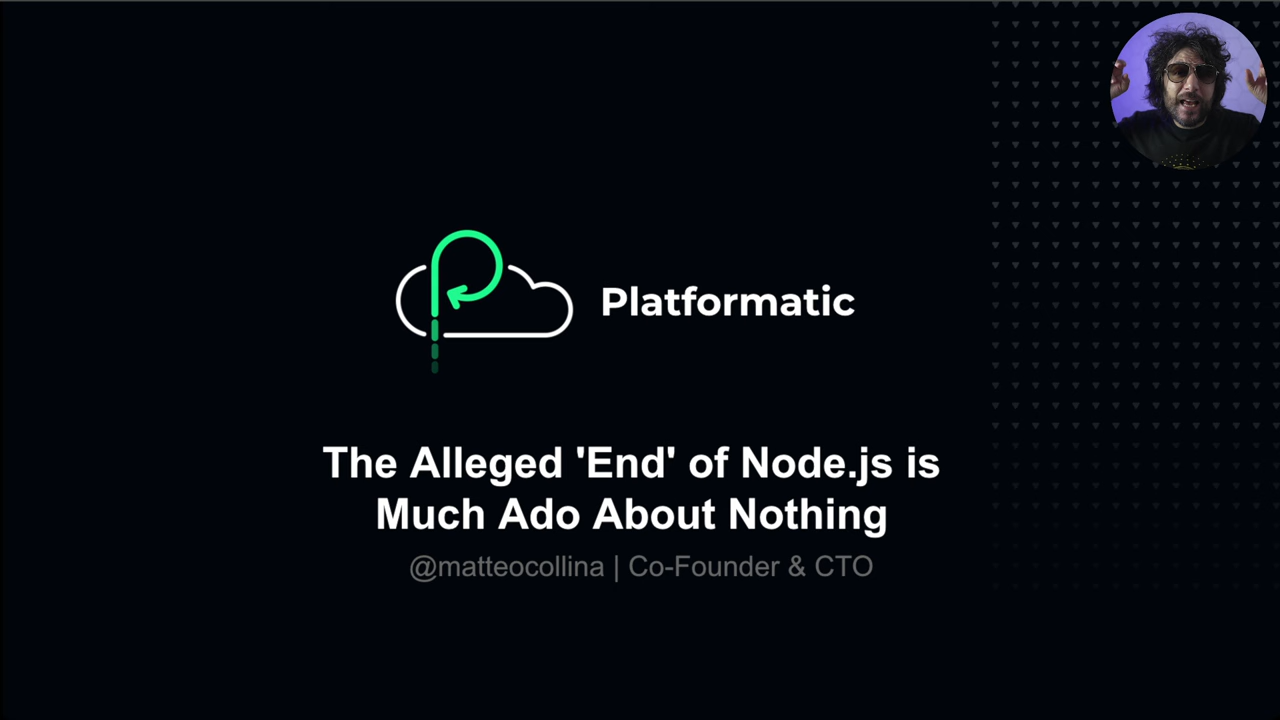 Platformatic
The Alleged 'End' of Node.js is
Much Ado About Nothing
@matteocollina | Co-Founder & CTO